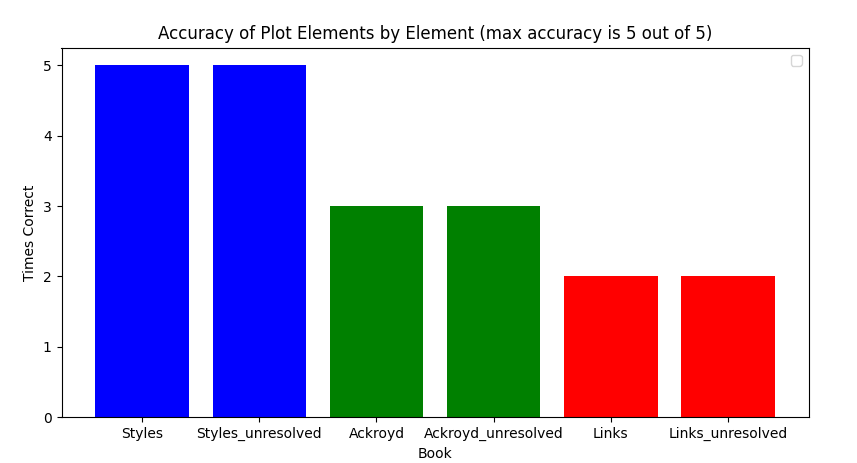 Accuracy of Plot Elements by Element (max accuracy is 5 out of 5)
5
4
3
2
1
0
Times Correct
Styles Styles_unresolved Ackroyd Ackroyd_unresolved Links Links_unresolved
Book